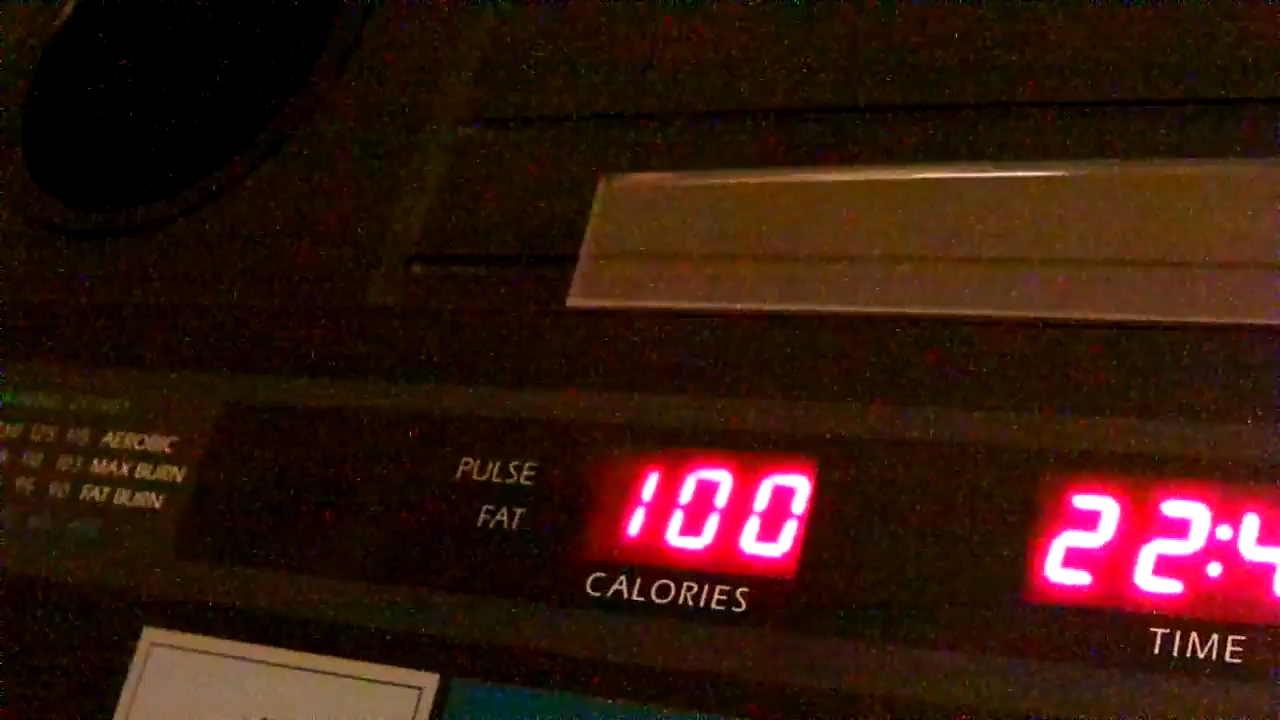 AEROBIC
MAX BURN
FAT BURN
PULSE
FAT
100
CALORIES
22:4
TIME